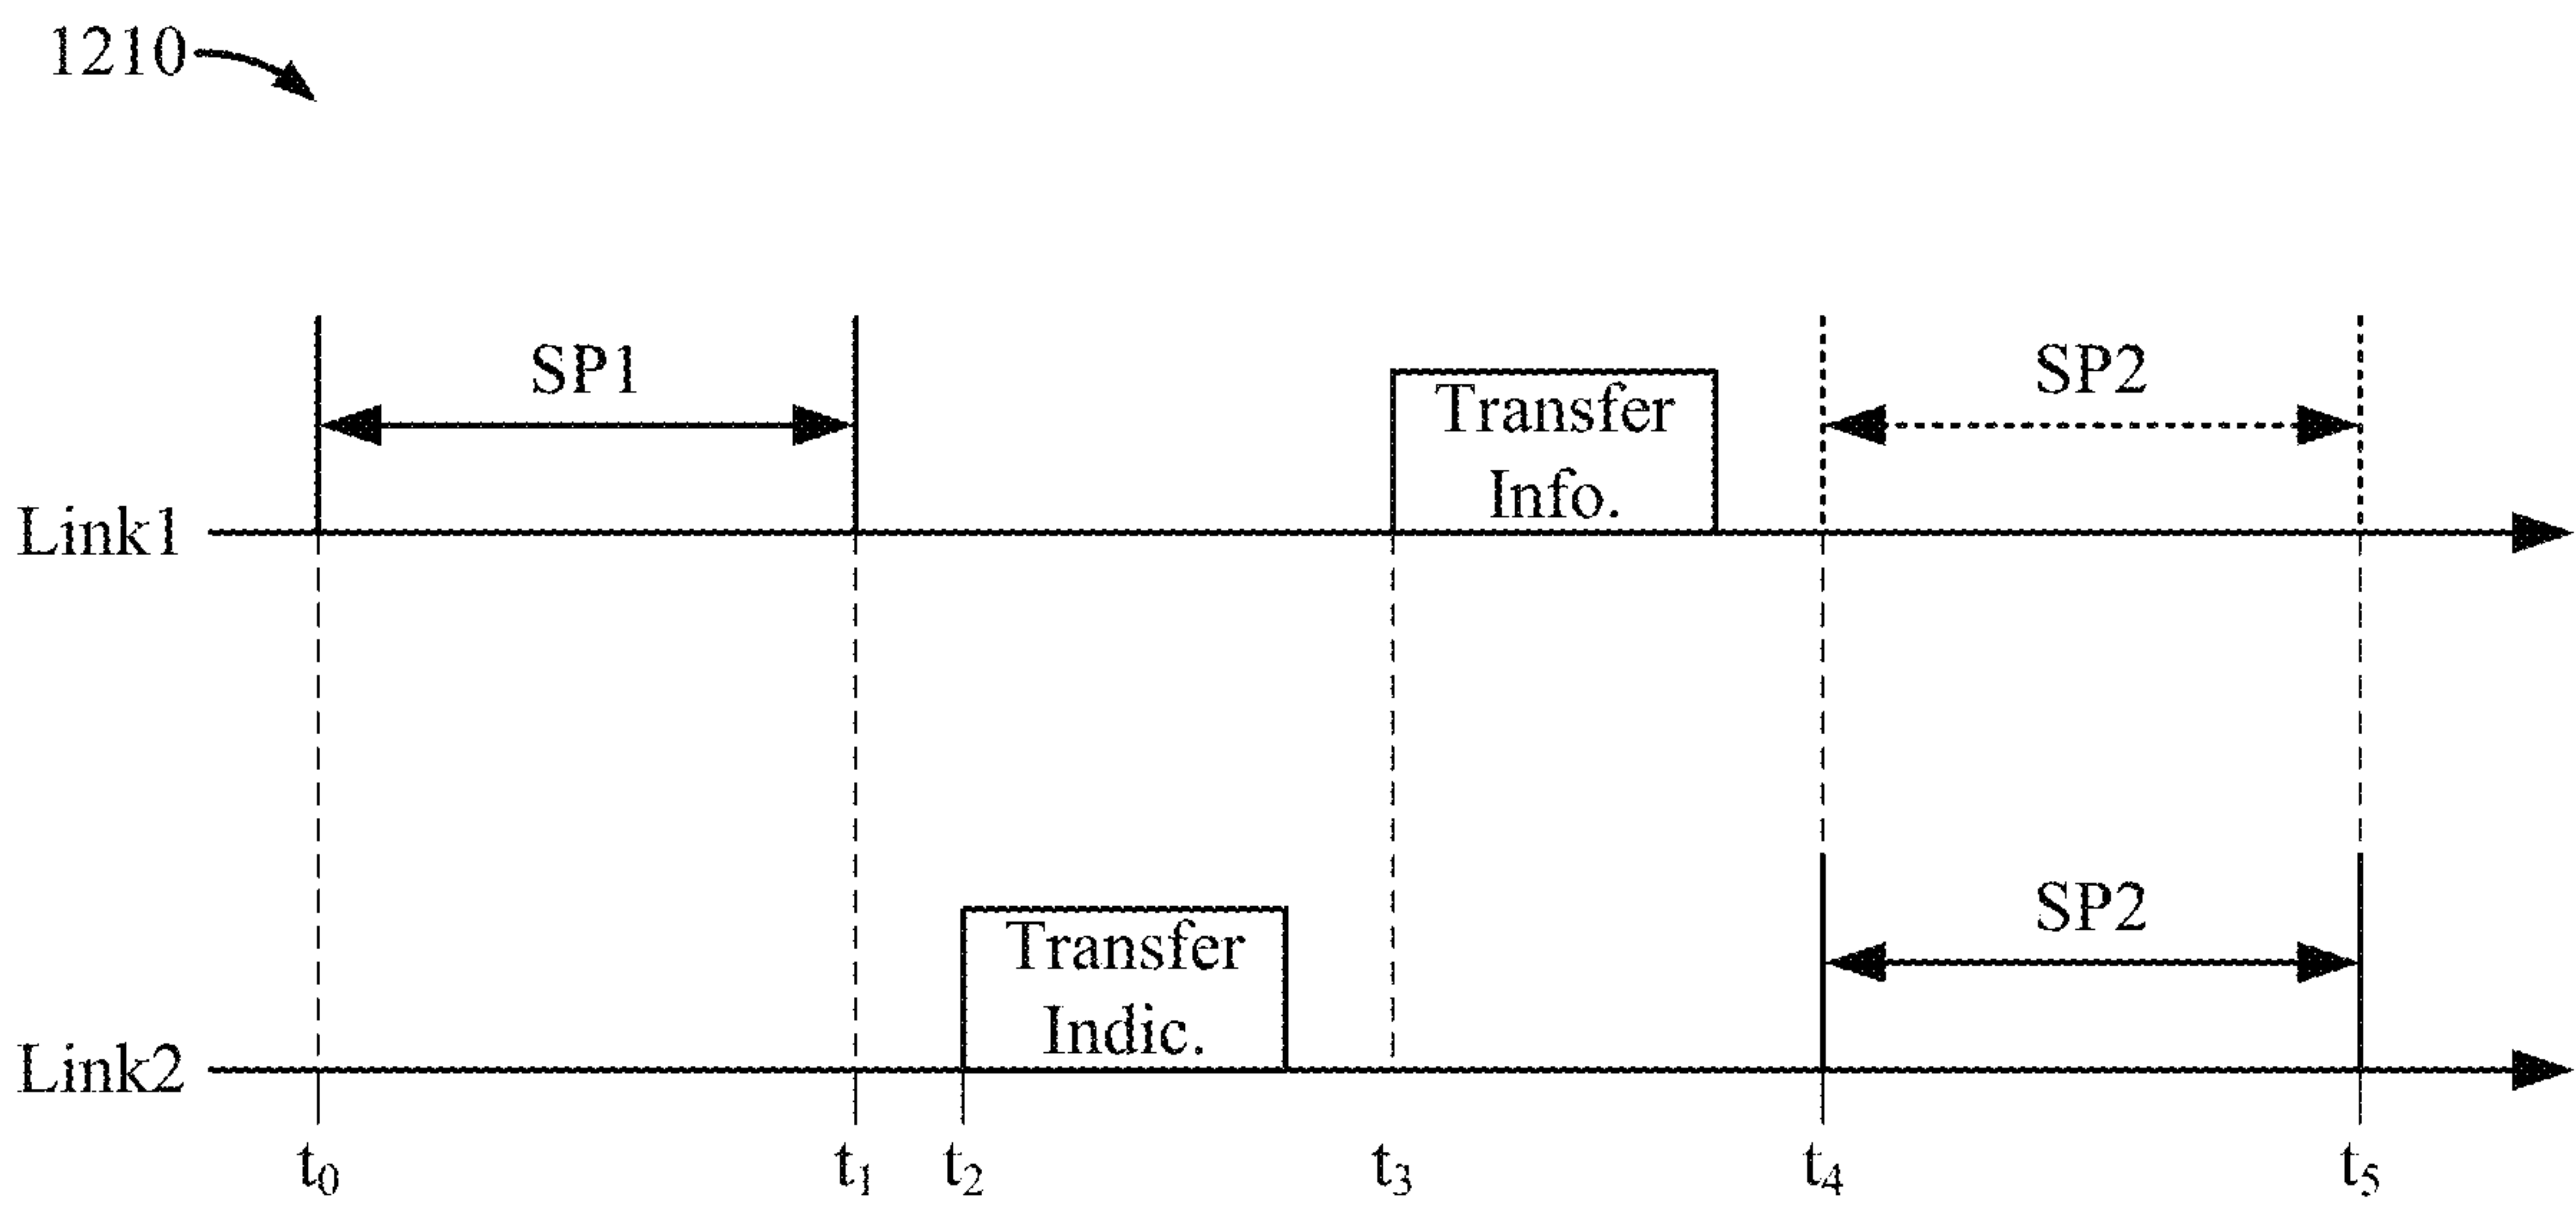 1210
SP1
Transfer
Info.
SP2
Link1
Transfer
Indic.
SP2
Link2
t0 t1 t2 t3 t4 t5